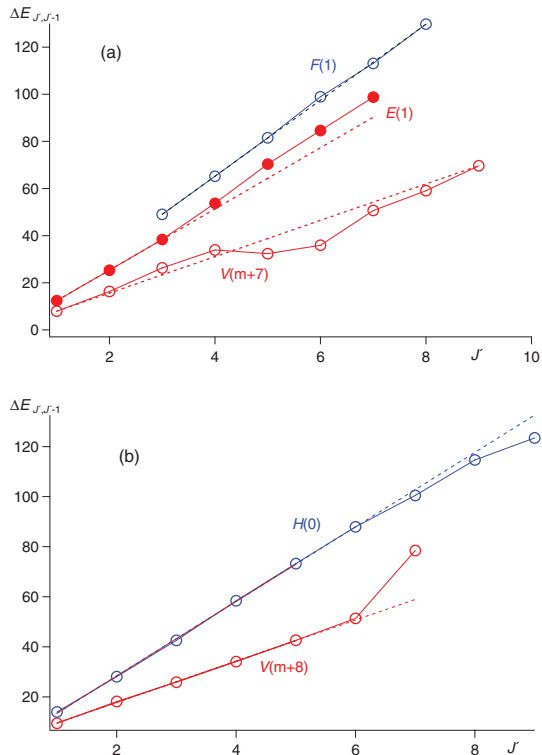 ΔE J',J'-1
(a)
120
F(1)
100
E(1)
80
60
40
V(m+7)
20
0
2 4 6 8 J' 10
ΔE J',J'-1
(b)
120
100
H(0)
80
60
40
V(m+8)
20
2 4 6 8 J'